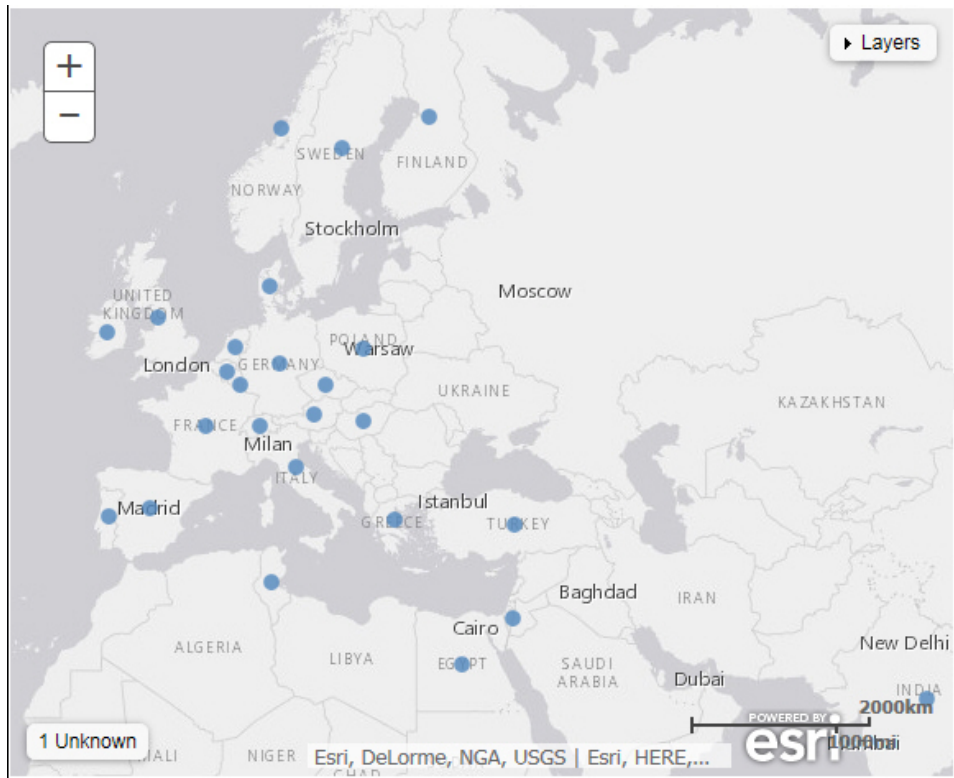 +
Layers
−
SWEDEN
FINLAND
NORWAY
Stockholm
Moscow
UNITED
KINGDOM
POLAND
Warsaw
London
GERMANY
UKRAINE
KAZAKHSTAN
FRANCE
Milan
ITALY
Madrid
Istanbul
GREECE
TURKEY
Baghdad
IRAN
Cairo
New Delhi
ALGERIA
LIBYA
EGYPT
SAUDI
ARABIA
Dubai
INDIA
2000km
POWERED BY
esri
1 Unknown
MALI
NIGER
CHAD
Esri, DeLorme, NGA, USGS | Esri, HERE,...